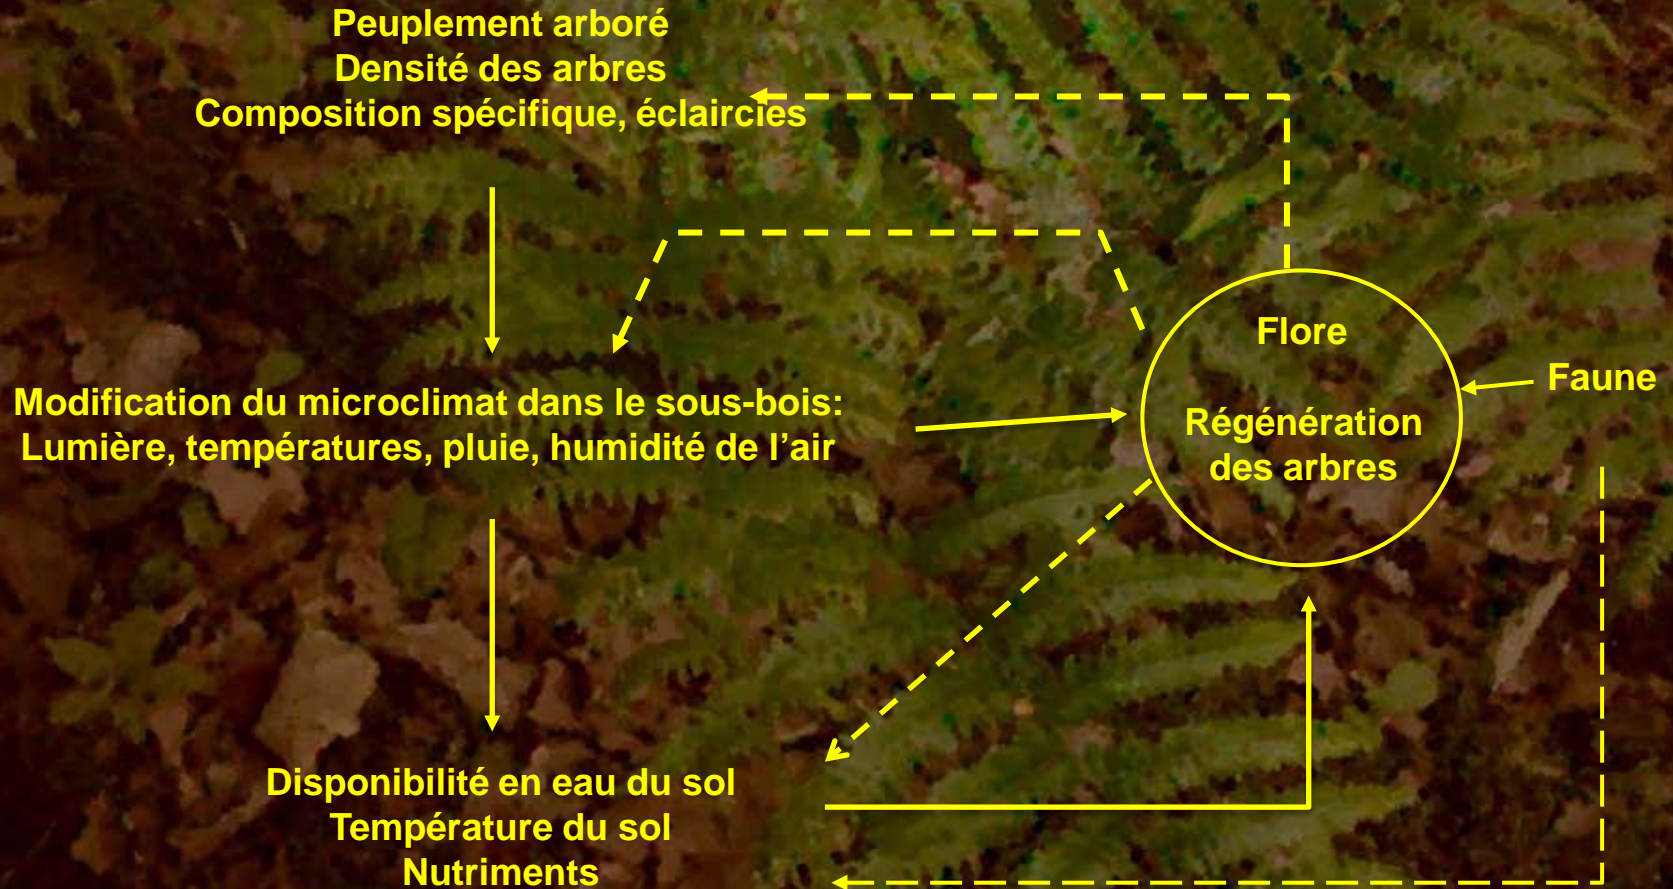 Peuplement arboré
Densité des arbres
Composition spécifique, éclaircies
Flore
Faune
Modification du microclimat dans le sous-bois:
Lumière, températures, pluie, humidité de l’air
Régénération
des arbres
Disponibilité en eau du sol
Température du sol
Nutriments